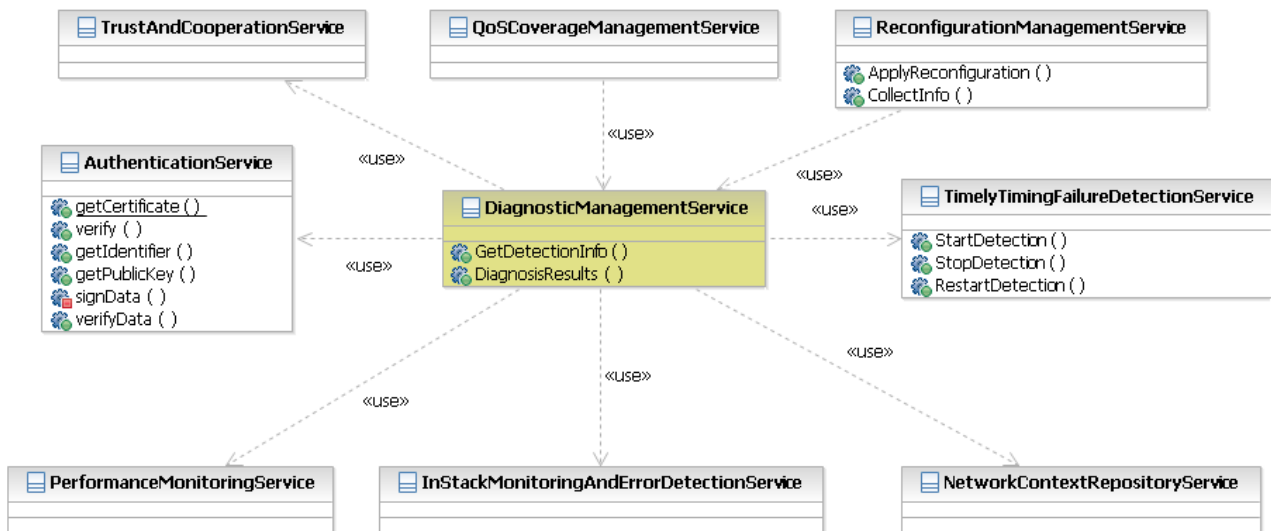 TrustAndCooperationService
QoSCoverageManagementService
ReconfigurationManagementService
ApplyReconfiguration ( )
CollectInfo ( )
«use»
«use»
«use»
AuthenticationService
getCertificate ( )
verify ( )
getIdentifier ( )
getPublicKey ( )
signData ( )
verifyData ( )
DiagnosticManagementService
GetDetectionInfo ( )
DiagnosisResults ( )
«use»
«use»
TimelyTimingFailureDetectionService
StartDetection ( )
StopDetection ( )
RestartDetection ( )
«use»
«use»
«use»
PerformanceMonitoringService
InStackMonitoringAndErrorDetectionService
NetworkContextRepositoryService